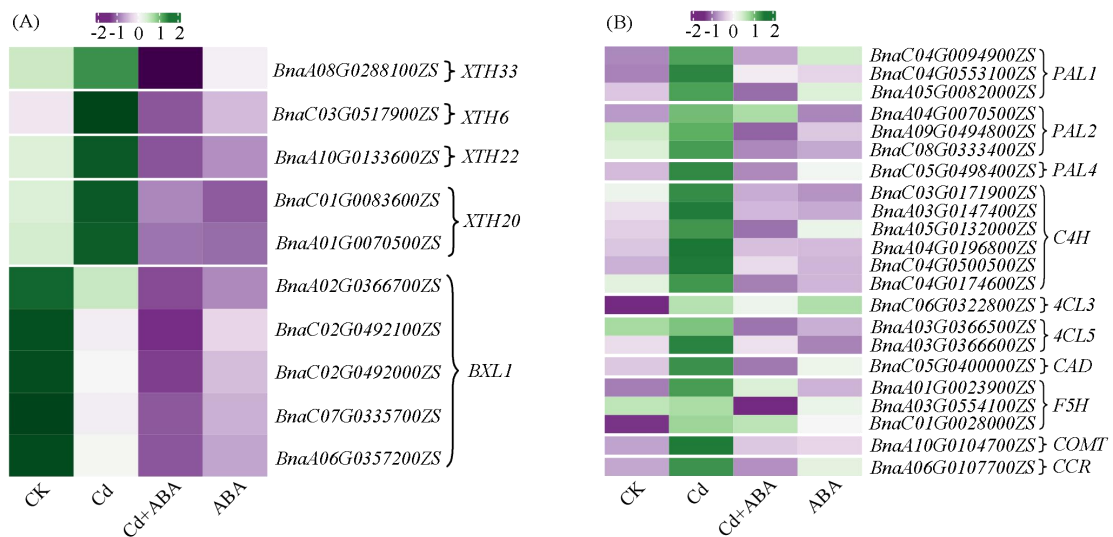 (A)
-2 -1 0 1 2
BnaA08G0288100ZS } XTH33
BnaC03G0517900ZS } XTH6
BnaA10G0133600ZS } XTH22
BnaC01G0083600ZS
XTH20
BnaA01G0070500ZS
BnaA02G0366700ZS
BnaC02G0492100ZS
BnaC02G0492000ZS
BXL1
BnaC07G0335700ZS
BnaA06G0357200ZS
CK Cd Cd+ABA ABA
(B)
-2 -1 0 1 2
BnaC04G0094900ZS
BnaC04G0553100ZS PAL1
BnaA05G0082000ZS
BnaA04G0070500ZS
BnaA09G0494800ZS PAL2
BnaC08G0333400ZS
BnaC05G0498400ZS } PAL4
BnaC03G0171900ZS
BnaA03G0147400ZS
BnaA05G0132000ZS
C4H
BnaA04G0196800ZS
BnaC04G0500500ZS
BnaC04G0174600ZS
BnaC06G0322800ZS } 4CL3
BnaA03G0366500ZS
4CL5
BnaA03G0366600ZS
BnaC05G0400000ZS } CAD
BnaA01G0023900ZS
BnaA03G0554100ZS F5H
BnaC01G0028000ZS
BnaA10G0104700ZS } COMT
BnaA06G0107700ZS } CCR
CK Cd Cd+ABA ABA